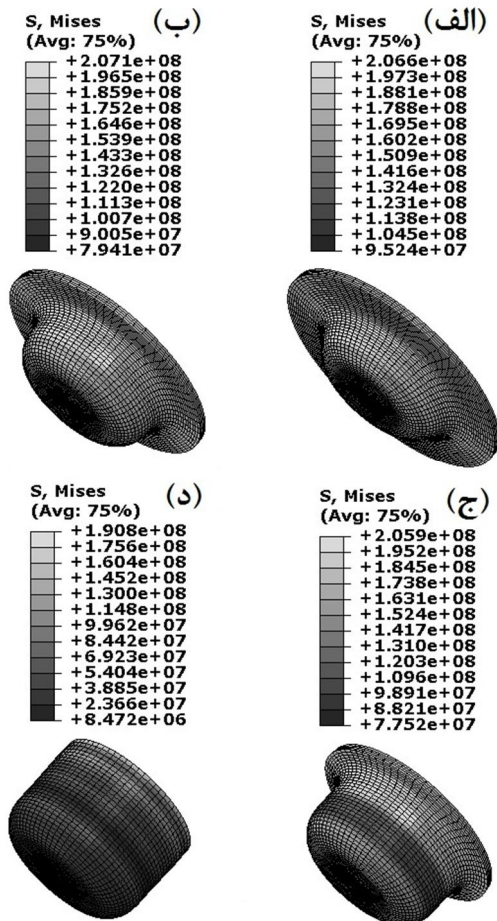 (الف)
S, Mises
(Avg: 75%)
+2.066e+08
+1.973e+08
+1.881e+08
+1.788e+08
+1.695e+08
+1.602e+08
+1.509e+08
+1.416e+08
+1.324e+08
+1.231e+08
+1.138e+08
+1.045e+08
+9.524e+07
(ب)
S, Mises
(Avg: 75%)
+2.071e+08
+1.965e+08
+1.859e+08
+1.752e+08
+1.646e+08
+1.539e+08
+1.433e+08
+1.326e+08
+1.220e+08
+1.113e+08
+1.007e+08
+9.005e+07
+7.941e+07
(ج)
S, Mises
(Avg: 75%)
+2.059e+08
+1.952e+08
+1.845e+08
+1.738e+08
+1.631e+08
+1.524e+08
+1.417e+08
+1.310e+08
+1.203e+08
+1.096e+08
+9.891e+07
+8.821e+07
+7.752e+07
(د)
S, Mises
(Avg: 75%)
+1.908e+08
+1.756e+08
+1.604e+08
+1.452e+08
+1.300e+08
+1.148e+08
+9.962e+07
+8.442e+07
+6.923e+07
+5.404e+07
+3.885e+07
+2.366e+07
+8.472e+06